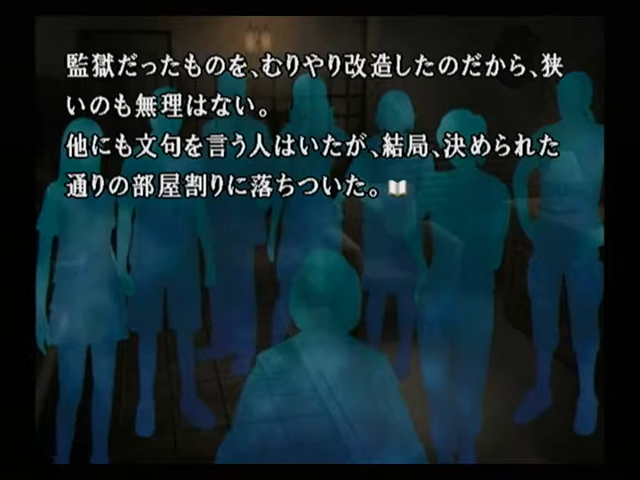 監獄だったものを、むりやり改造したのだから、狭
いのも無理はない。
他にも文句を言う人はいたが、結局、決められた
通りの部屋割りに落ちついた。